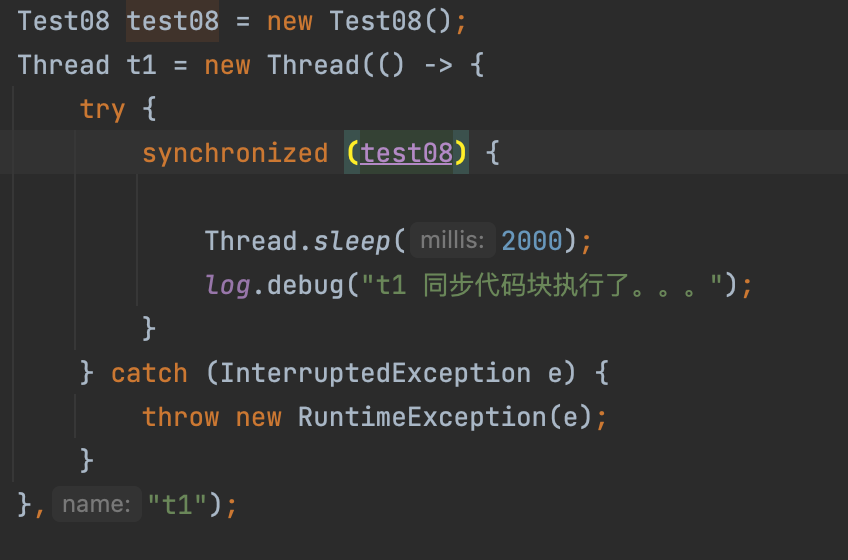 Test08 test08 = new Test08();
Thread t1 = new Thread(() -> {
try {
synchronized (test08) {
Thread.sleep( millis: 2000);
log.debug("t1 同步代码块执行了。。。");
}
} catch (InterruptedException e) {
throw new RuntimeException(e);
}
}, name: "t1");